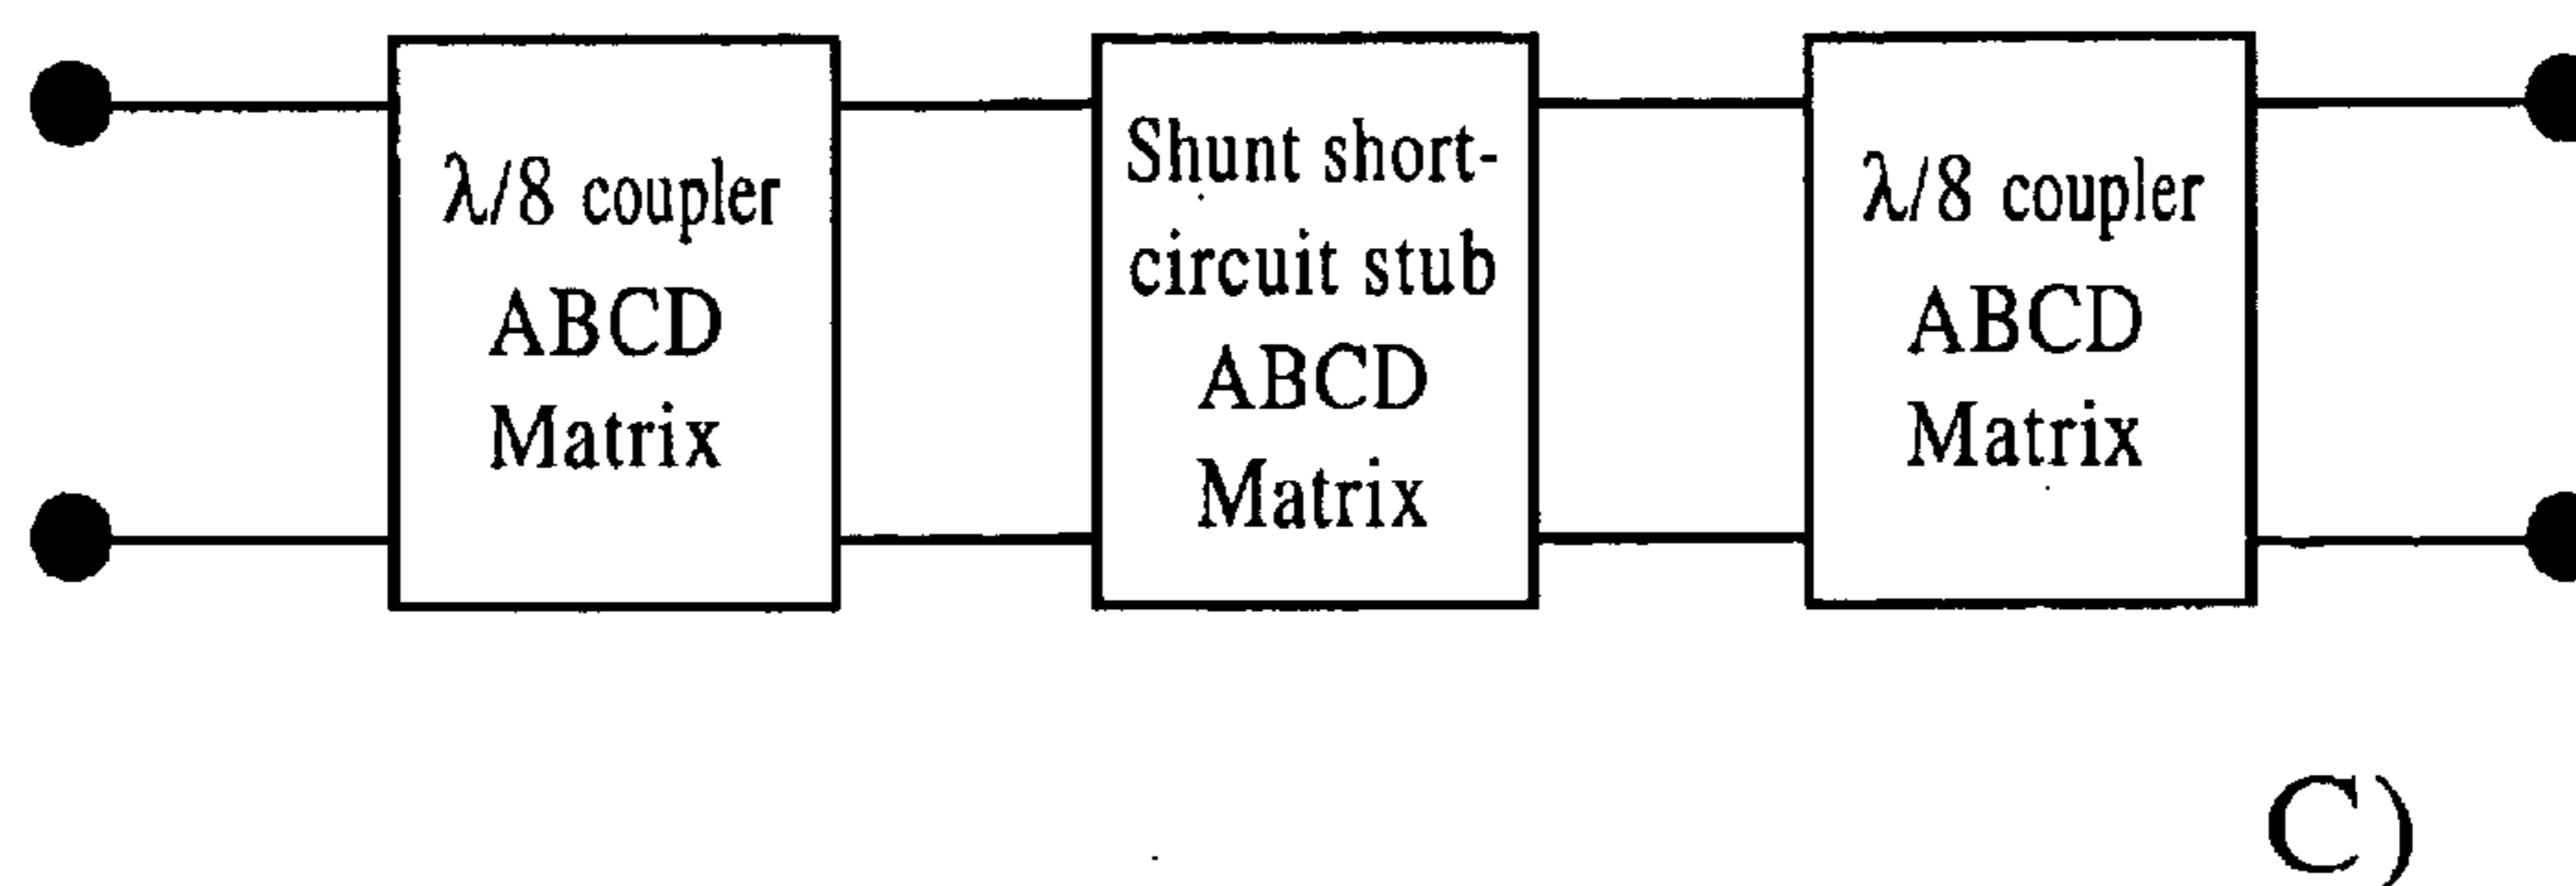 λ/8 coupler
ABCD
Matrix
Shunt short-
circuit stub
ABCD
Matrix
λ/8 coupler
ABCD
Matrix
C)